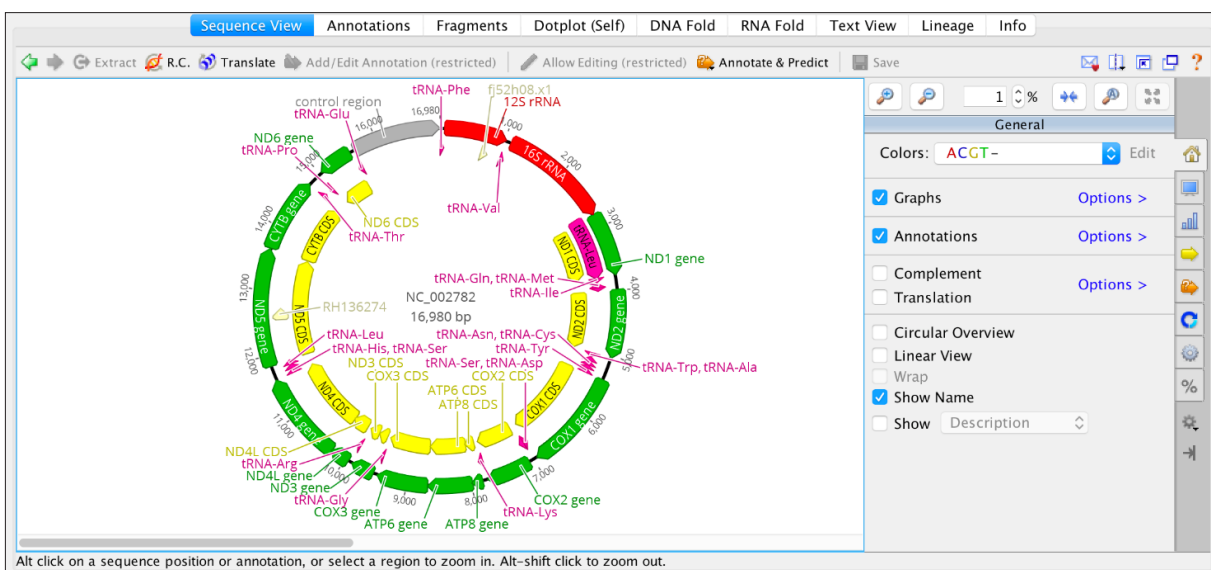 Sequence View Annotations Fragments Dotplot (Self) DNA Fold RNA Fold Text View Lineage Info
Extract R.C. Translate Add/Edit Annotation (restricted) Allow Editing (restricted) Annotate & Predict Save
1 %
General
Colors: ACGT- Edit
Graphs Options >
Annotations Options >
Complement
Translation
Options >
Circular Overview
Linear View
Wrap
Show Name
Show Description
%
tRNA-Phe
fj52h08.x1
control region
16,980
12S rRNA
tRNA-Glu
16,000
1,000
ND6 gene
16S rRNA
tRNA-Pro
15,000
2,000
tRNA-Val
ND6 CDS
CYTB gene
CYTB CDS
14,000
tRNA-Thr
3,000
tRNA-Leu
ND1 CDS
ND1 gene
tRNA-Gln, tRNA-Met
tRNA-Ile
4,000
13,000
NC_002782
16,980 bp
RH136274
ND5 gene
ND5 CDS
ND2 CDS
ND2 gene
tRNA-Leu
tRNA-Asn, tRNA-Cys
tRNA-His, tRNA-Ser
tRNA-Tyr
12,000
5,000
ND3 CDS
tRNA-Ser, tRNA-Asp
tRNA-Trp, tRNA-Ala
COX3 CDS
COX2 CDS
ATP6 CDS
ATP8 CDS
ND4 CDS
COX1 CDS
ND4 gene
COX1 gene
11,000
6,000
ND4L CDS
tRNA-Arg
10,000
7,000
ND4L gene
ND3 gene
tRNA-Gly
9,000
8,000
COX2 gene
COX3 gene
tRNA-Lys
ATP6 gene
ATP8 gene
Alt click on a sequence position or annotation, or select a region to zoom in. Alt-shift click to zoom out.